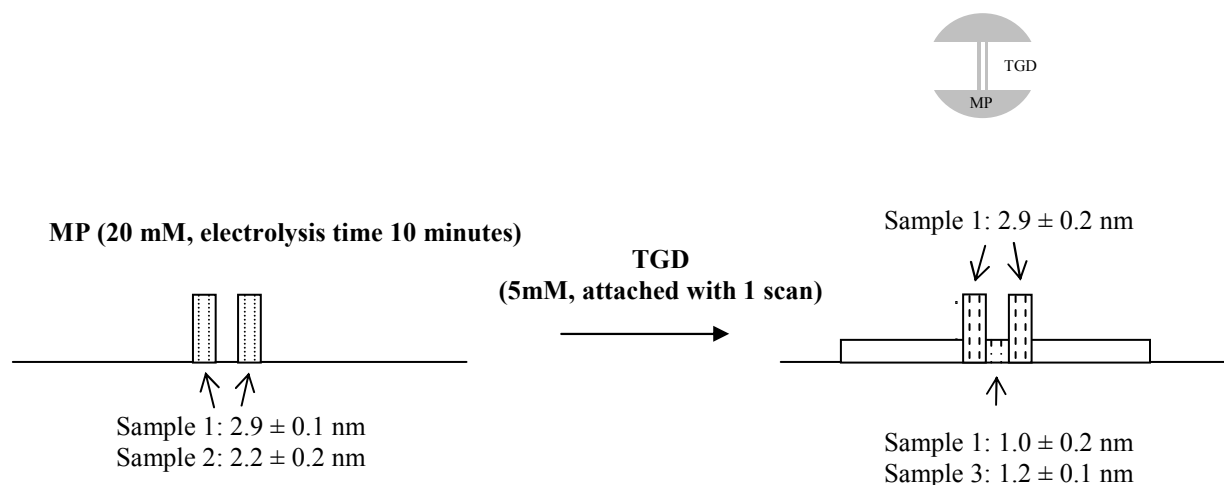 TGD
MP
MP (20 mM, electrolysis time 10 minutes)
Sample 1: 2.9 ± 0.1 nm
Sample 2: 2.2 ± 0.2 nm
TGD
(5mM, attached with 1 scan)
Sample 1: 2.9 ± 0.2 nm
Sample 1: 1.0 ± 0.2 nm
Sample 3: 1.2 ± 0.1 nm